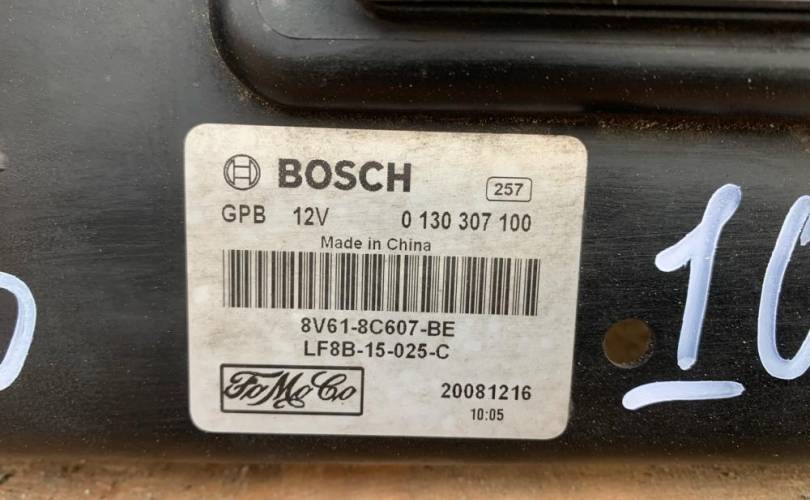 BOSCH
257
GPB 12V 0 130 307 100
Made in China
8V61-8C607-BE
LF8B-15-025-C
FoMoCo
20081216
10:05
10